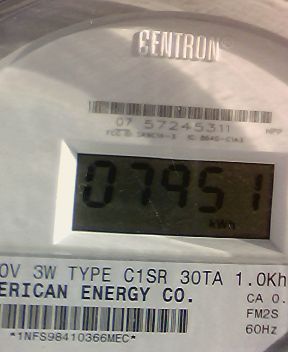 CENTRON®
07 57245311
07951
kWh
0V 3W TYPE C1SR 30TA 1.0Kh
ERICAN ENERGY CO.
CA 0.
FM2S
*1NFS98410366MEC*
60Hz